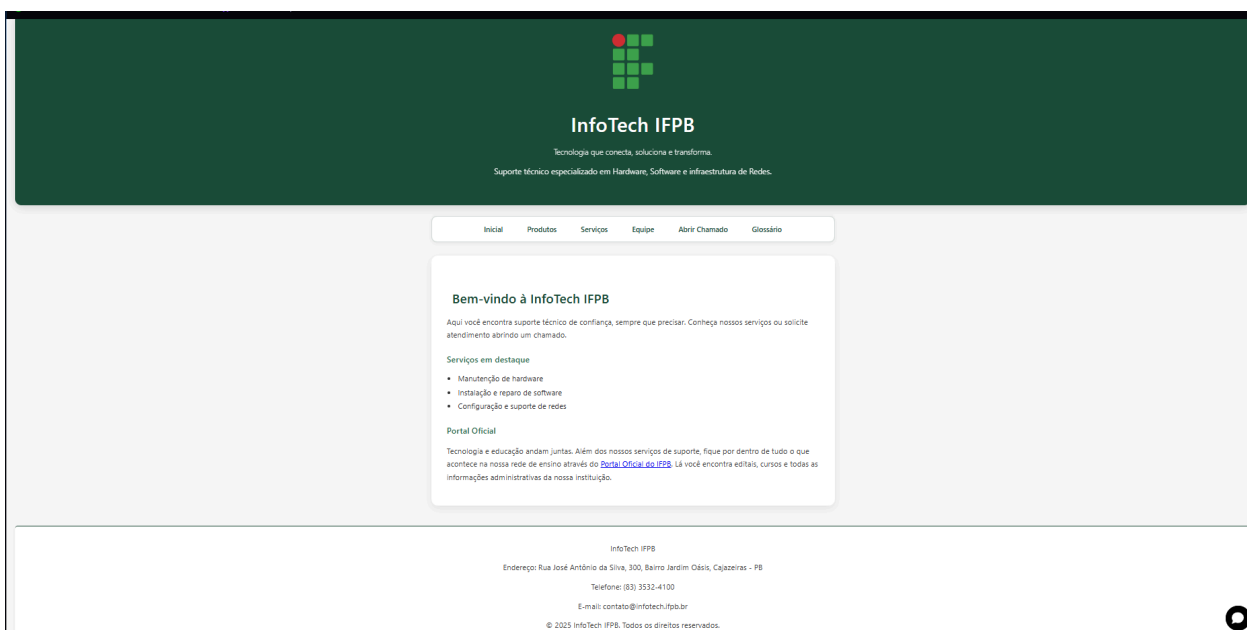 InfoTech IFPB
Tecnologia que conecta, soluciona e transforma.
Suporte técnico especializado em Hardware, Software e infraestrutura de Redes.
Inicial Produtos Serviços Equipe Abrir Chamado Glossário
Bem-vindo à InfoTech IFPB
Aqui você encontra suporte técnico de confiança, sempre que precisar. Conheça nossos serviços ou solicite
atendimento abrindo um chamado.
Serviços em destaque
Manutenção de hardware
Instalação e reparo de software
Configuração e suporte de redes
Portal Oficial
Tecnologia e educação andam juntas. Além dos nossos serviços de suporte, fique por dentro de tudo o que
acontece na nossa rede de ensino através do Portal Oficial do IFPB. Lá você encontra editais, cursos e todas as
informações administrativas da nossa instituição.
InfoTech IFPB
Endereço: Rua José Antônio da Silva, 300, Bairro Jardim Oásis, Cajazeiras - PB
Telefone: (83) 3532-4100
E-mail: contato@infotech.ifpb.br
© 2025 InfoTech IFPB. Todos os direitos reservados.